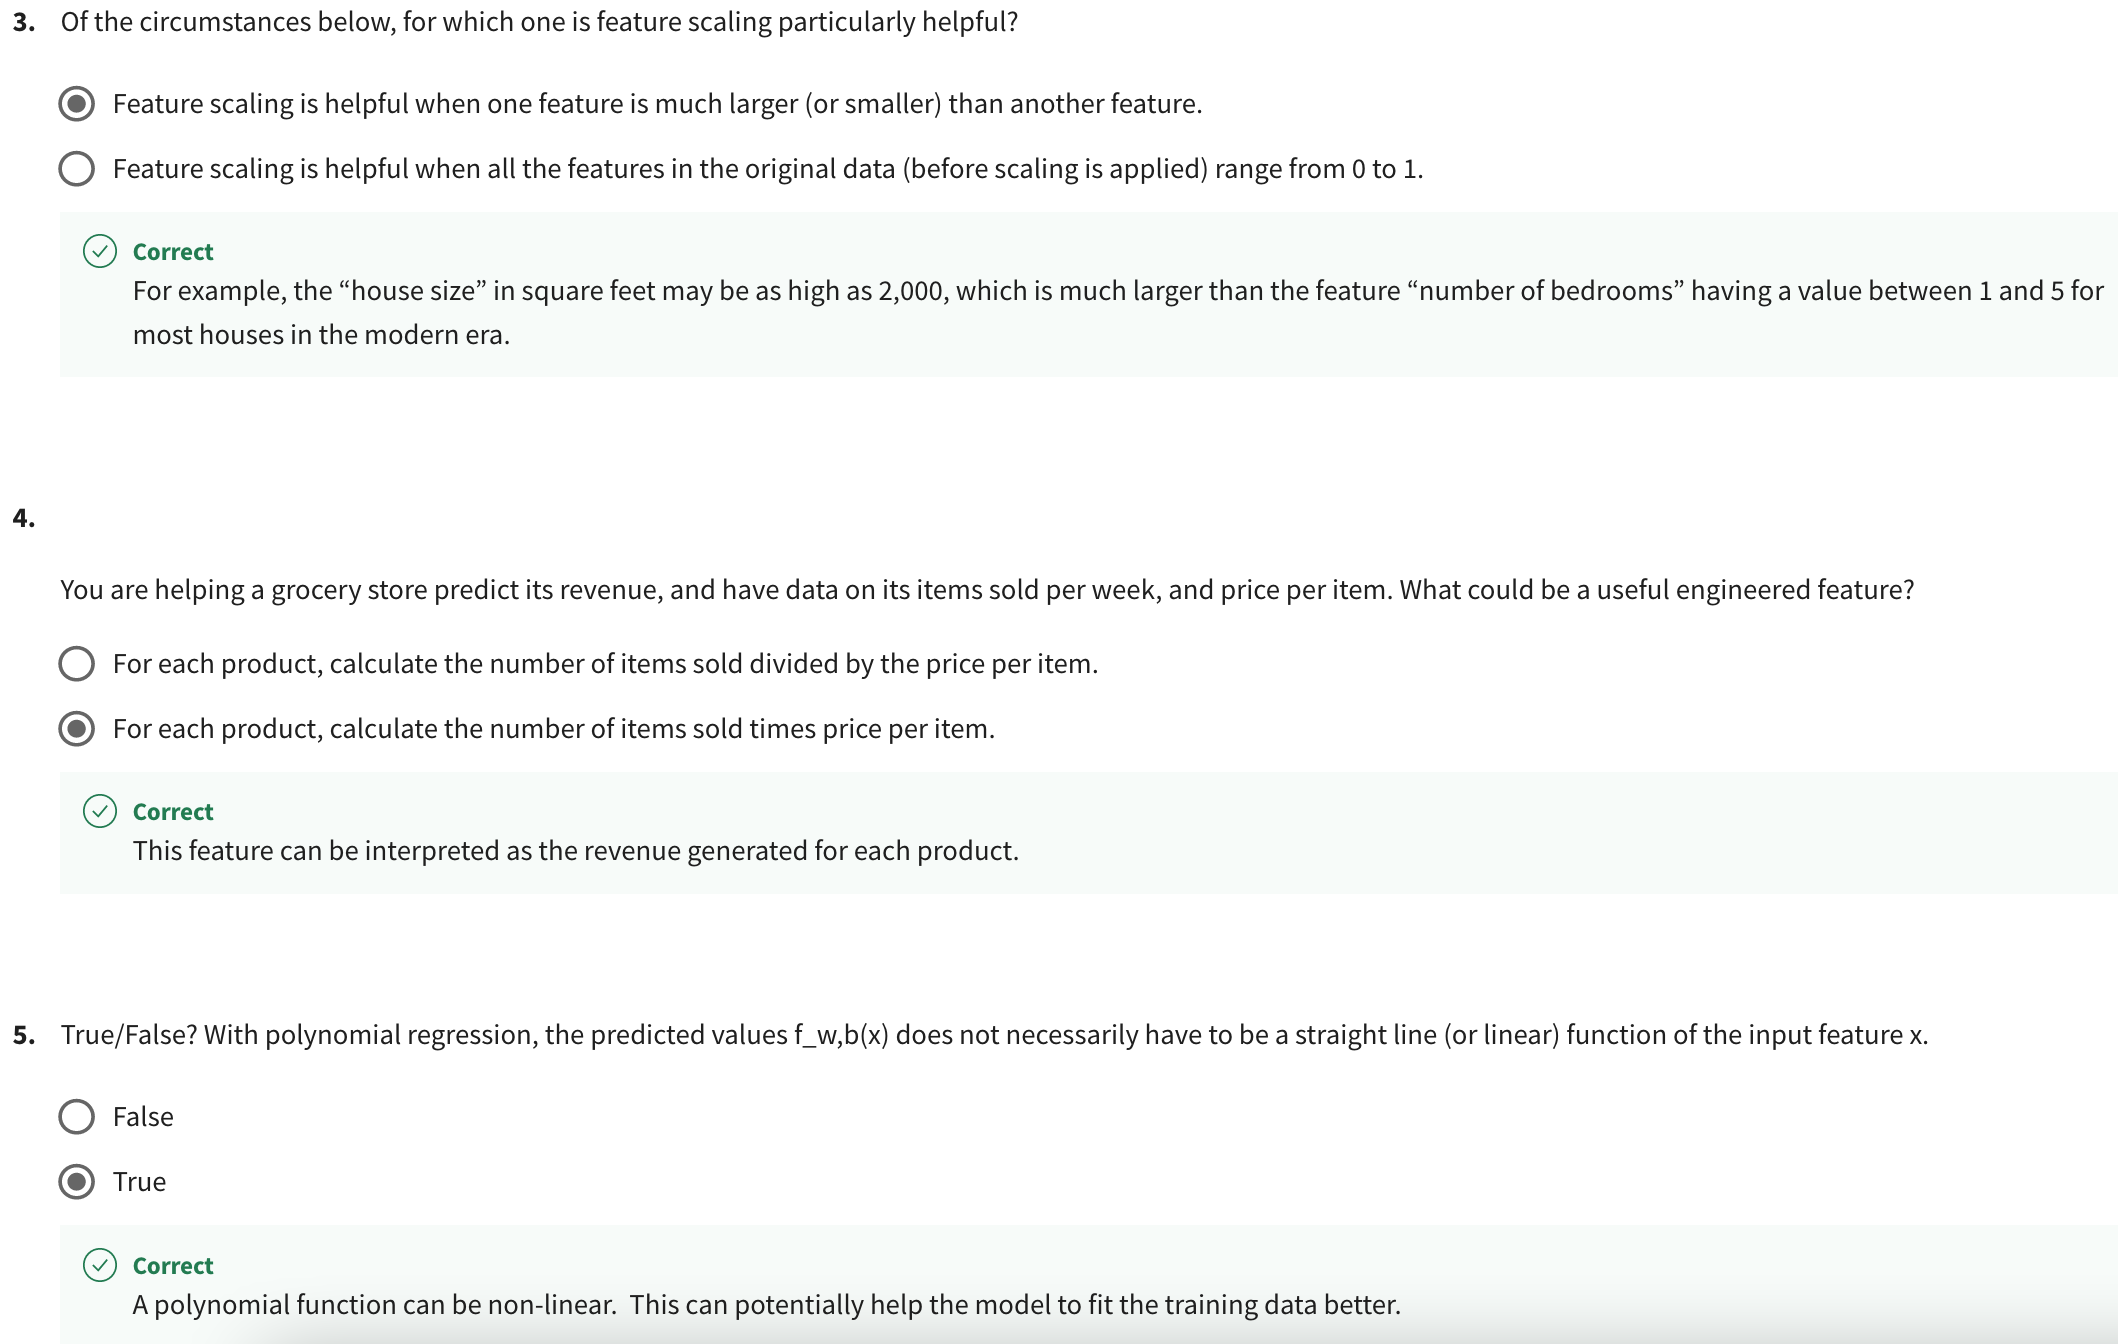 3. Of the circumstances below, for which one is feature scaling particularly helpful?
Feature scaling is helpful when one feature is much larger (or smaller) than another feature.
Feature scaling is helpful when all the features in the original data (before scaling is applied) range from 0 to 1.
Correct
For example, the “house size” in square feet may be as high as 2,000, which is much larger than the feature “number of bedrooms” having a value between 1 and 5 for
most houses in the modern era.
4.
You are helping a grocery store predict its revenue, and have data on its items sold per week, and price per item. What could be a useful engineered feature?
For each product, calculate the number of items sold divided by the price per item.
For each product, calculate the number of items sold times price per item.
Correct
This feature can be interpreted as the revenue generated for each product.
5. True/False? With polynomial regression, the predicted values f_w,b(x) does not necessarily have to be a straight line (or linear) function of the input feature x.
False
True
Correct
A polynomial function can be non-linear.  This can potentially help the model to fit the training data better.